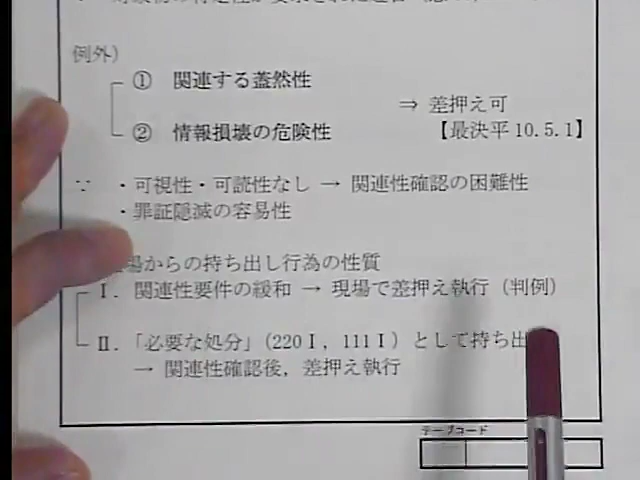 例外)
① 関連する蓋然性
⇒ 差押え可
② 情報損壊の危険性
【最決平10.5.1】
∵ ・可視性・可読性なし → 関連性確認の困難性
・罪証隠滅の容易性
場からの持ち出し行為の性質
Ⅰ. 関連性要件の緩和 → 現場で差押え執行 (判例)
Ⅱ. 「必要な処分」(220Ⅰ, 111Ⅰ) として持ち出
→ 関連性確認後, 差押え執行
テープコード